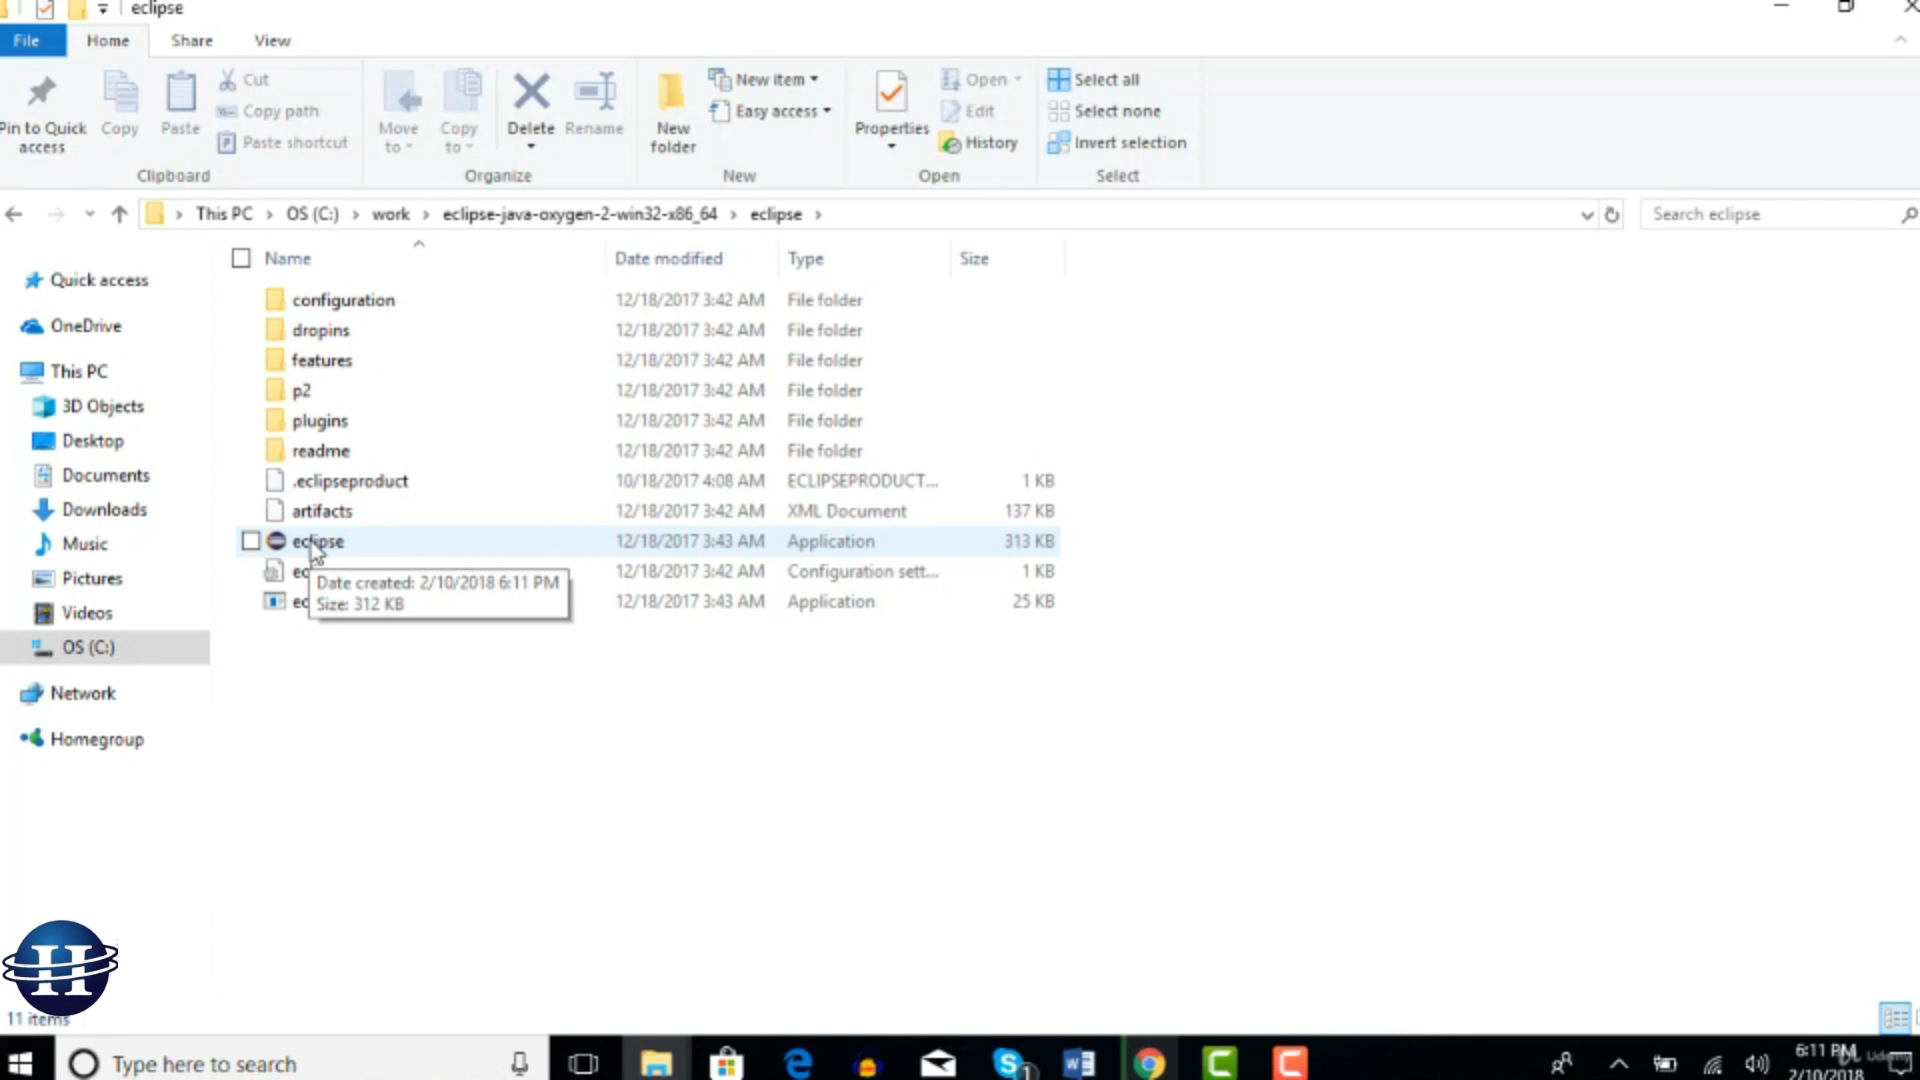 eclipse
File Home Share View
Pin to Quick access
Copy
Paste
Cut
Copy path
Paste shortcut
Move to
Copy to
Delete
Rename
New folder
New item
Easy access
Properties
Open
Edit
History
Select all
Select none
Invert selection
Clipboard Organize New Open Select
This PC > OS (C:) > work > eclipse-java-oxygen-2-win32-x86_64 > eclipse >
Search eclipse
Name Date modified Type Size
Quick access
OneDrive
This PC
3D Objects
Desktop
Documents
Downloads
Music
Pictures
Videos
OS (C:)
Network
Homegroup
configuration 12/18/2017 3:42 AM File folder
dropins 12/18/2017 3:42 AM File folder
features 12/18/2017 3:42 AM File folder
p2 12/18/2017 3:42 AM File folder
plugins 12/18/2017 3:42 AM File folder
readme 12/18/2017 3:42 AM File folder
.eclipseproduct 10/18/2017 4:08 AM ECLIPSEPRODUCT... 1 KB
artifacts 12/18/2017 3:42 AM XML Document 137 KB
eclipse 12/18/2017 3:43 AM Application 313 KB
ec 12/18/2017 3:42 AM Configuration sett... 1 KB
ec 12/18/2017 3:43 AM Application 25 KB
Date created: 2/10/2018 6:11 PM
Size: 312 KB
H
11 items
Type here to search
1
6:11 PM
2/10/2018
Udemy